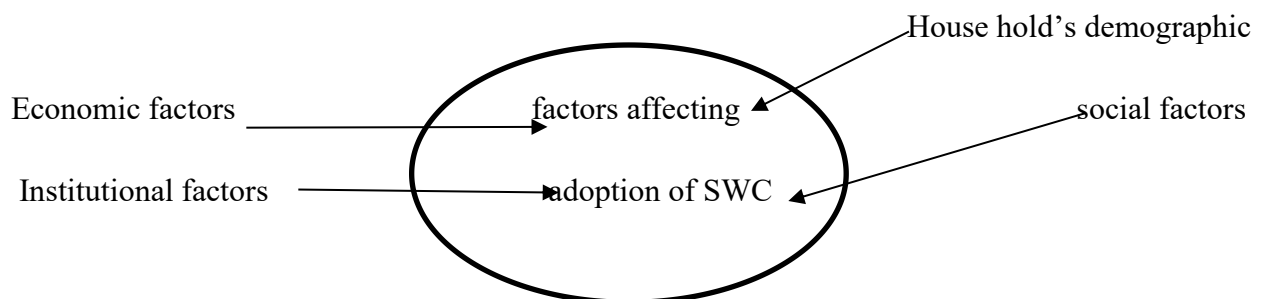 House hold’s demographic
Economic factors
factors affecting
social factors
Institutional factors
adoption of SWC